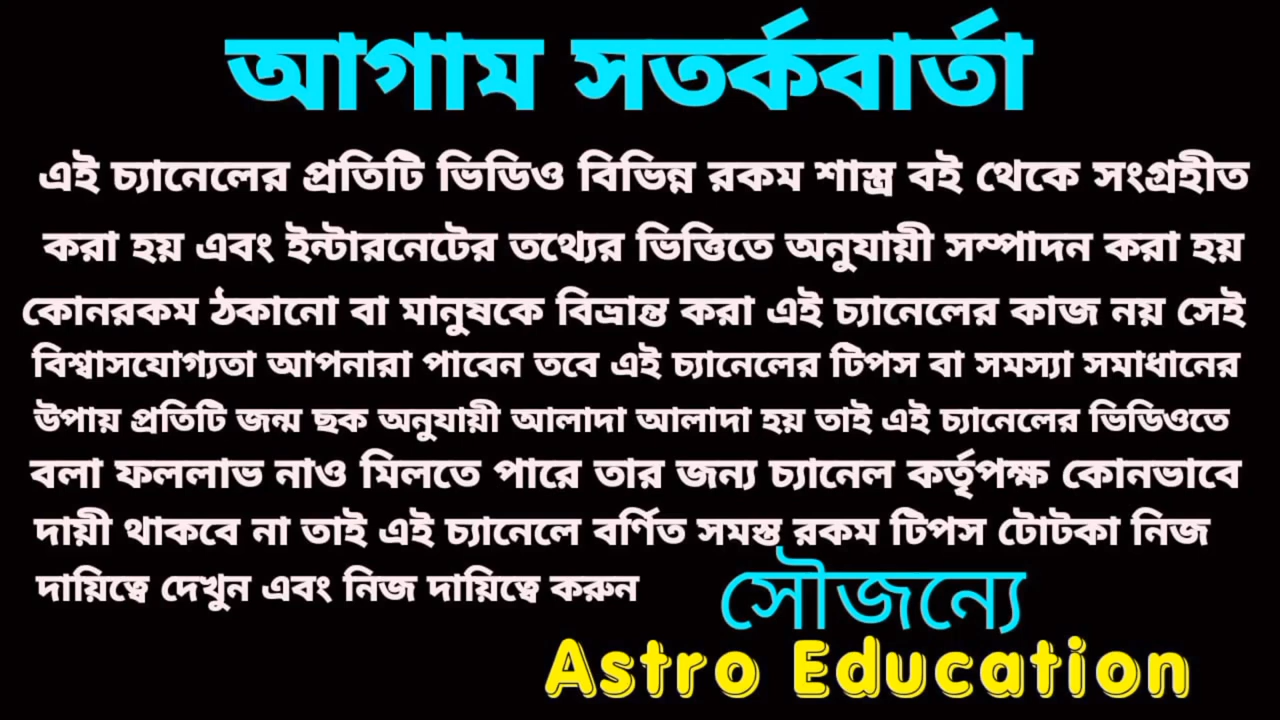 আগাম সতর্কবার্তা
এই চ্যানেলের প্রতিটি ভিডিও বিভিন্ন রকম শাস্ত্র বই থেকে সংগ্রহীত
করা হয় এবং ইন্টারনেটের তথ্যের ভিত্তিতে অনুযায়ী সম্পাদন করা হয়
কোনরকম ঠকানো বা মানুষকে বিভ্রান্ত করা এই চ্যানেলের কাজ নয় সেই
বিশ্বাসযোগ্যতা আপনারা পাবেন তবে এই চ্যানেলের টিপস বা সমস্যা সমাধানের
উপায় প্রতিটি জন্ম ছক অনুযায়ী আলাদা আলাদা হয় তাই এই চ্যানেলের ভিডিওতে
বলা ফললাভ নাও মিলতে পারে তার জন্য চ্যানেল কর্তৃপক্ষ কোনভাবে
দায়ী থাকবে না তাই এই চ্যানেলে বর্ণিত সমস্ত রকম টিপস টোটকা নিজ
দায়িত্বে দেখুন এবং নিজ দায়িত্বে করুন
সৌজন্যে
Astro Education